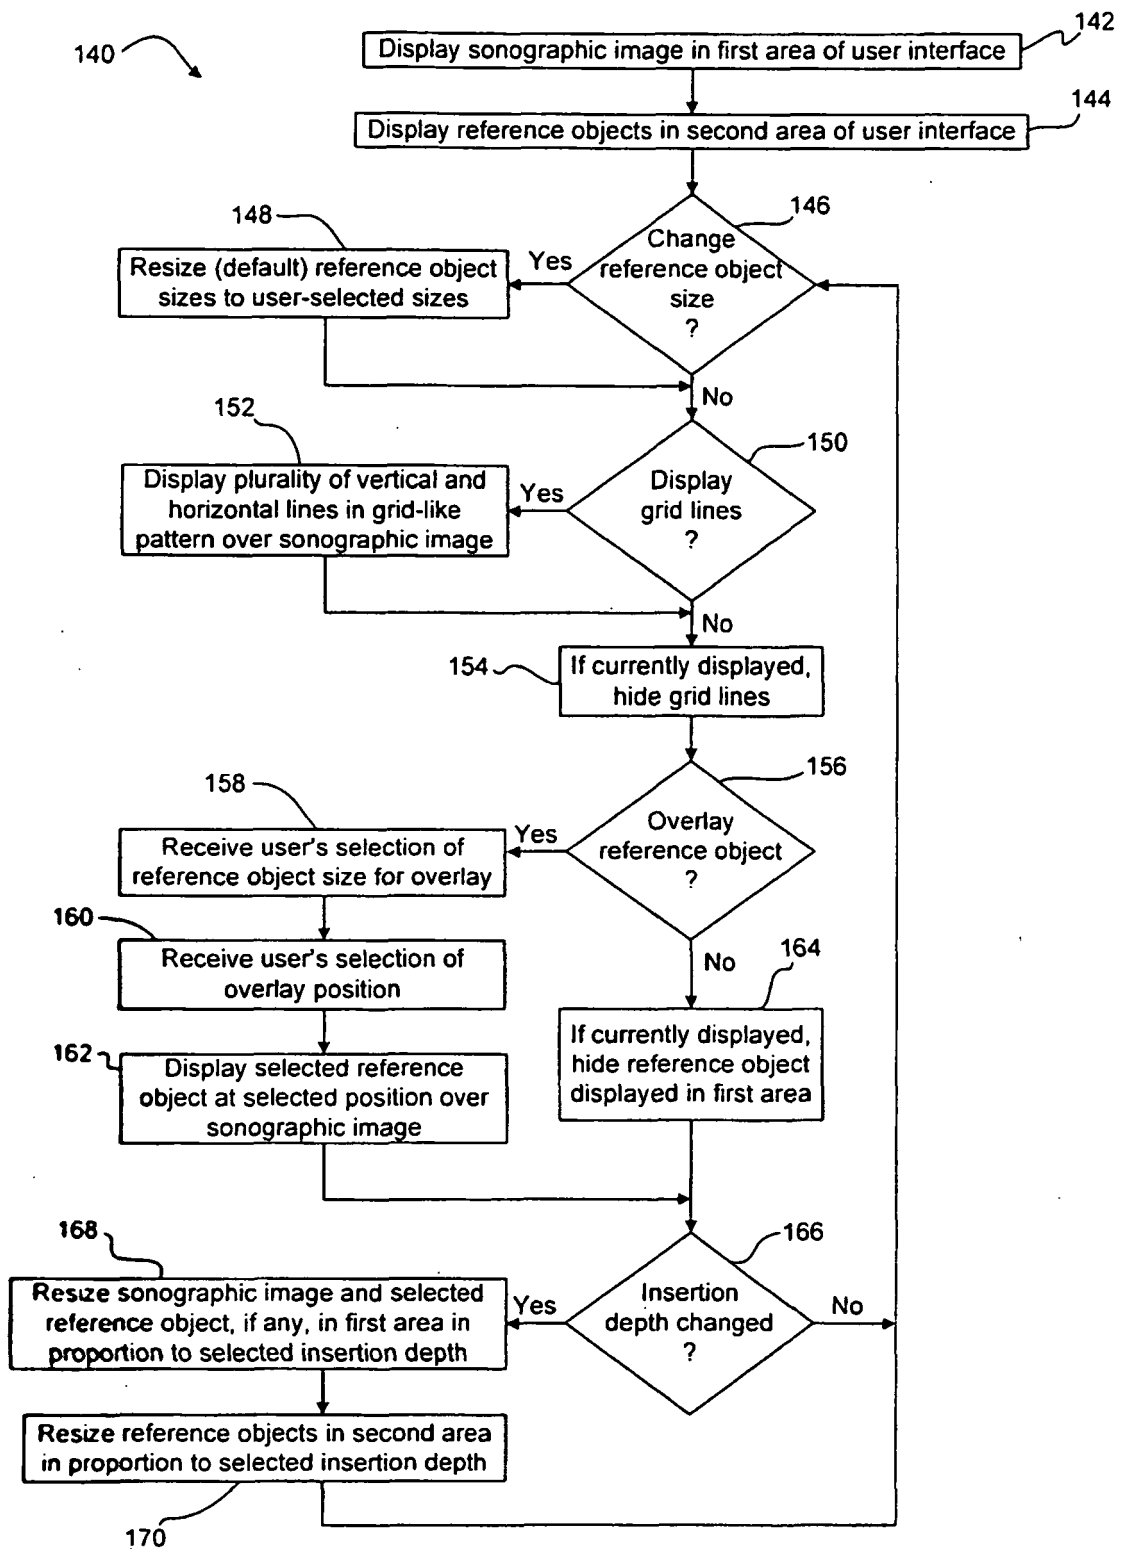 140
142
Display sonographic image in first area of user interface
144
Display reference objects in second area of user interface
146
Change
reference object
size
?
Yes
148
Resize (default) reference object
sizes to user-selected sizes
No
150
Display
grid lines
?
Yes
152
Display plurality of vertical and
horizontal lines in grid-like
pattern over sonographic image
No
154
If currently displayed,
hide grid lines
156
Overlay
reference object
?
Yes
158
Receive user's selection of
reference object size for overlay
160
Receive user's selection of
overlay position
162
Display selected reference
object at selected position over
sonographic image
No
164
If currently displayed,
hide reference object
displayed in first area
166
Insertion
depth changed
?
No
Yes
168
Resize sonographic image and selected
reference object, if any, in first area in
proportion to selected insertion depth
Resize reference objects in second area
in proportion to selected insertion depth
170